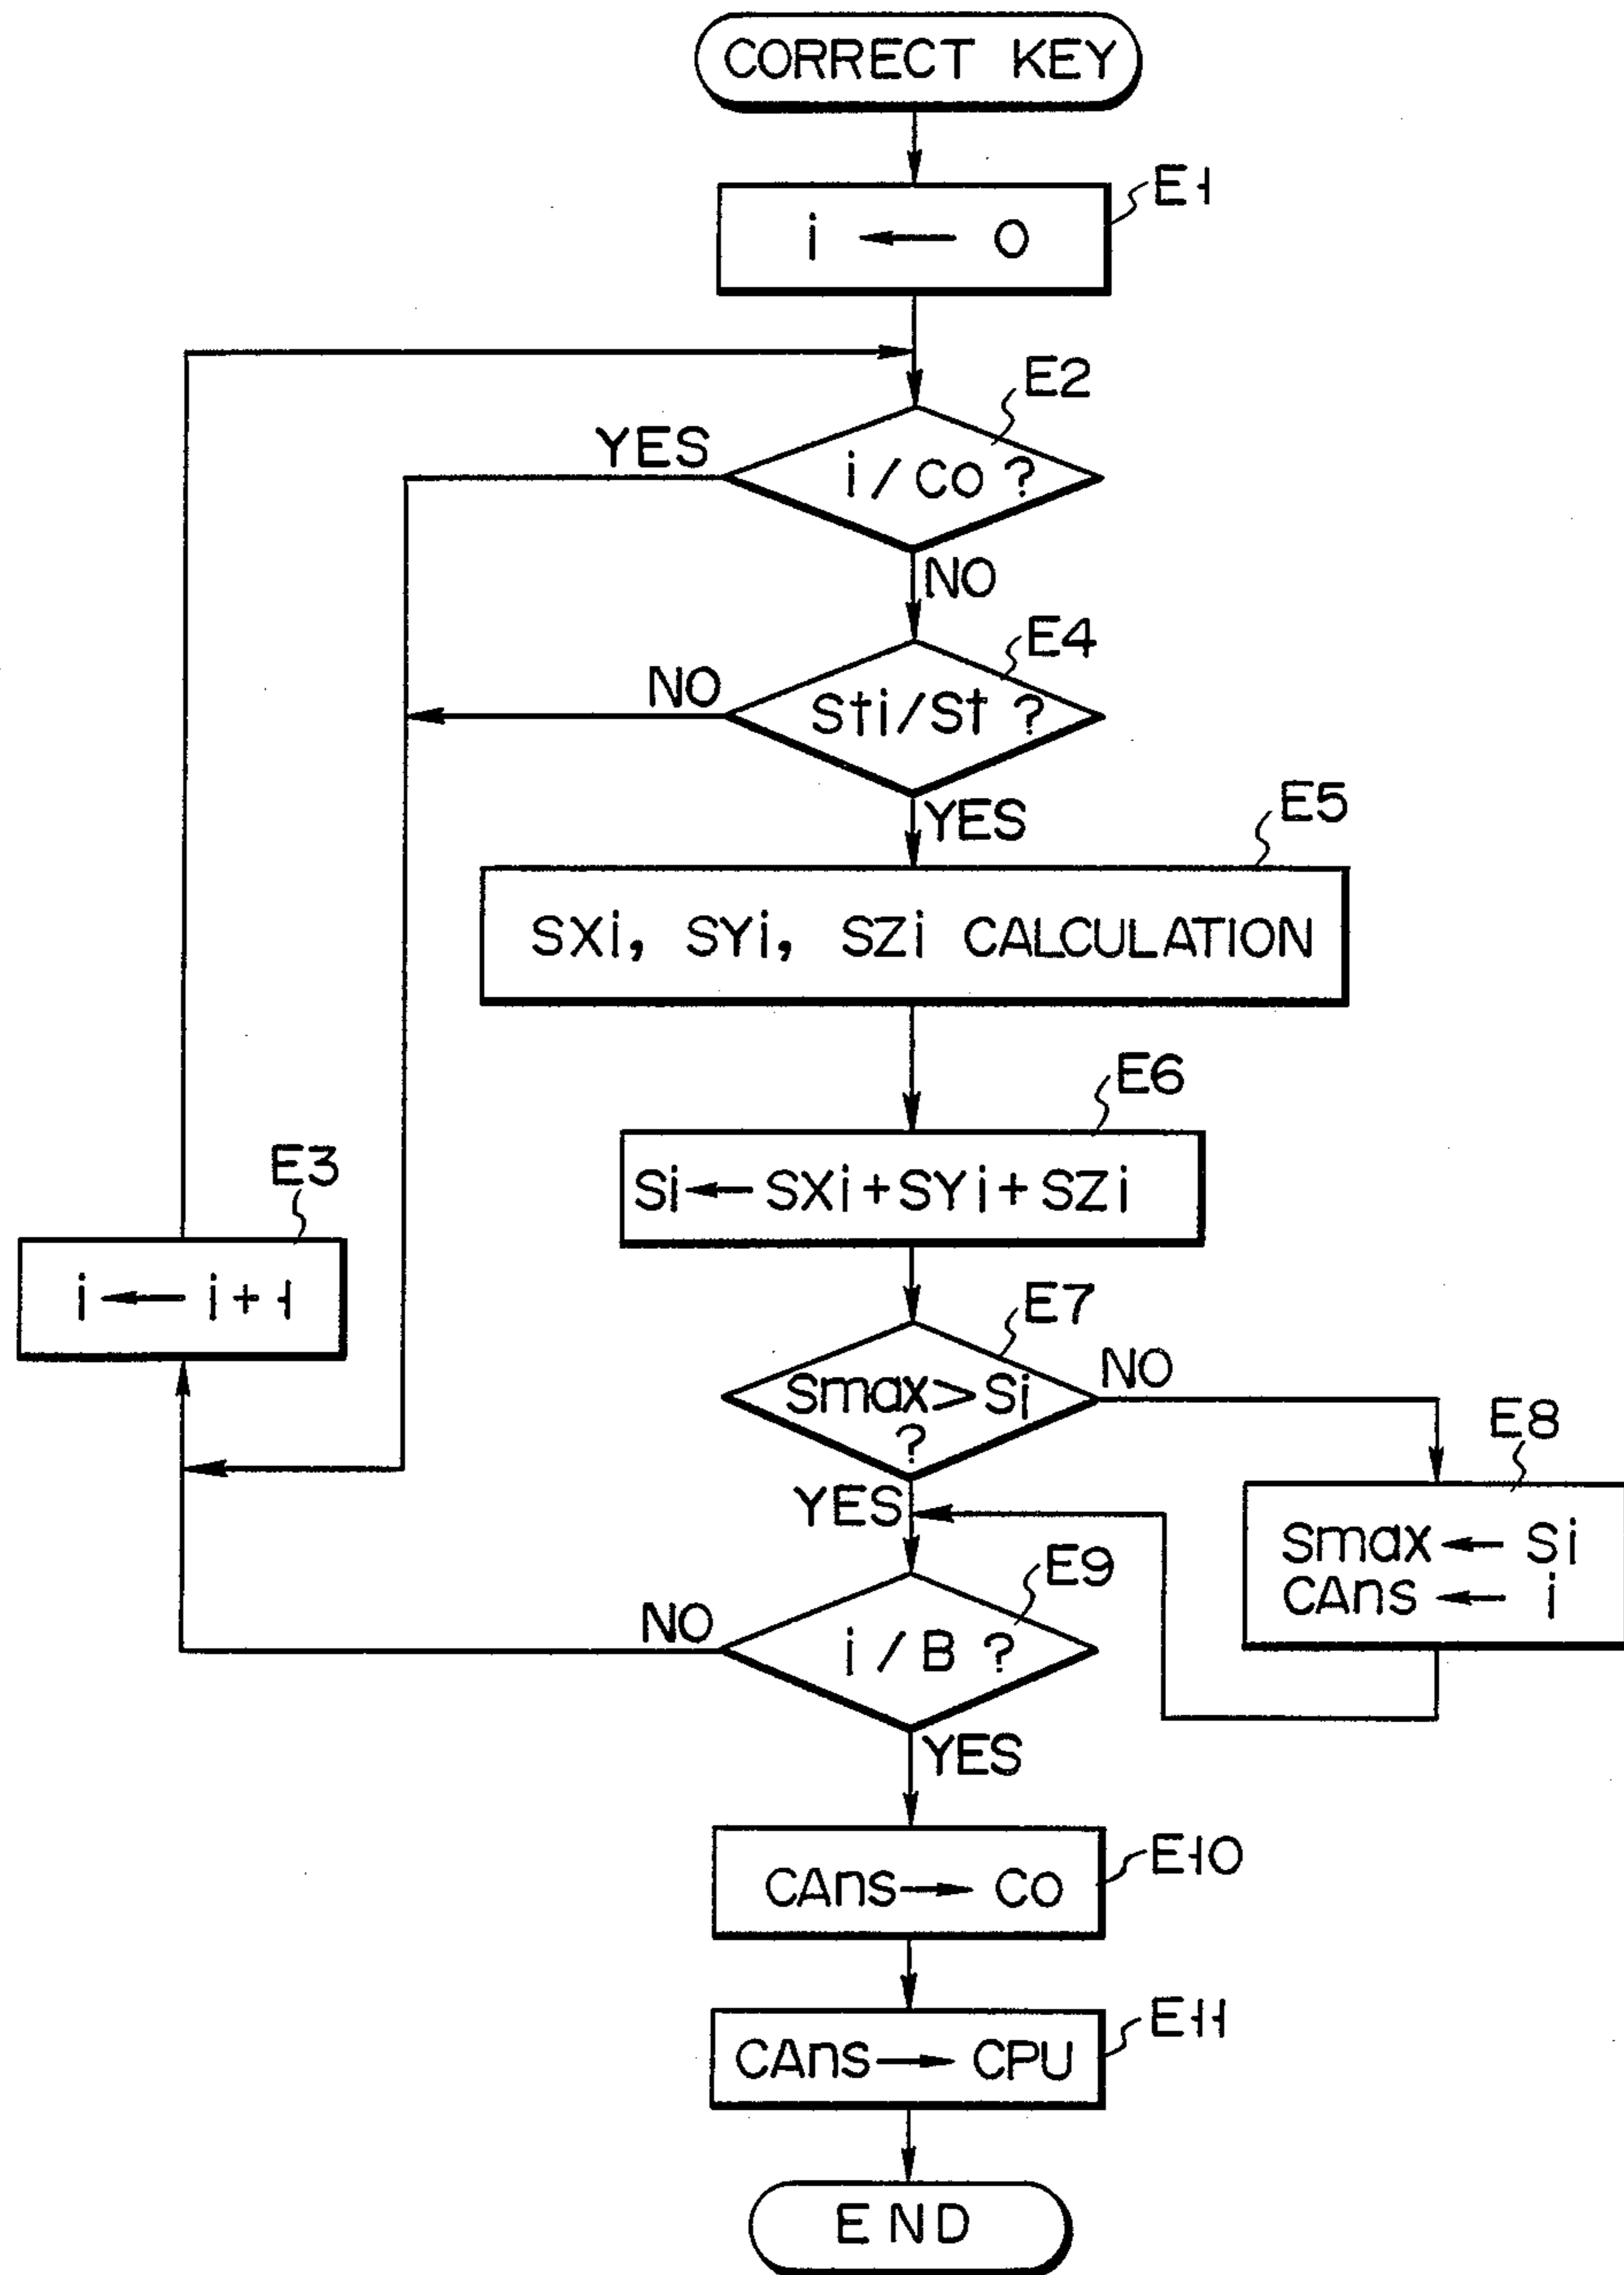 CORRECT KEY
E1
i ← 0
E2
YES
i / Co ?
NO
E4
NO
Sti/St ?
YES
E5
SXi, SYi, SZi CALCULATION
E6
Si ← SXi + SYi + SZi
E3
i ← i + 1
E7
NO
Smax > Si
?
E8
YES
Smax ← Si
CAns ← i
E9
NO
i / B ?
YES
E10
CAns → Co
E11
CAns → CPU
END